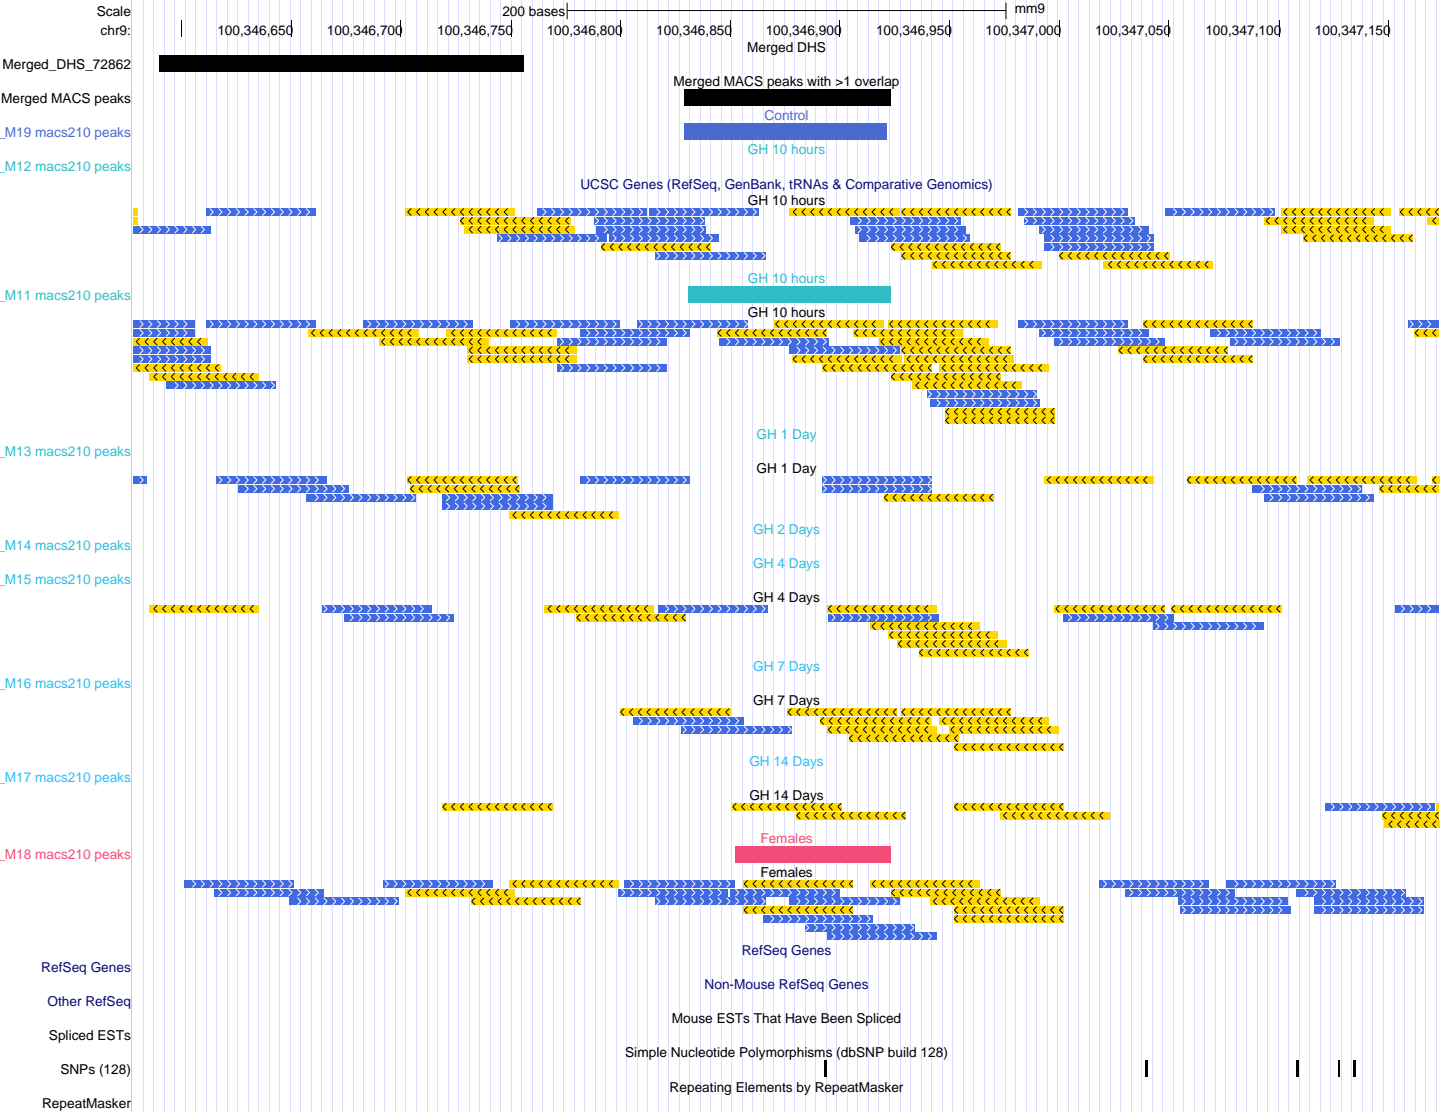 Scale 200 bases mm9
chr9: 100,346,650 100,346,700 100,346,750 100,346,800 100,346,850 100,346,900 100,346,950 100,347,000 100,347,050 100,347,100 100,347,150
Merged DHS
Merged_DHS_72862
Merged MACS peaks with >1 overlap
Merged MACS peaks
Control
_M19 macs210 peaks
GH 10 hours
_M12 macs210 peaks
UCSC Genes (RefSeq, GenBank, tRNAs & Comparative Genomics)
GH 10 hours
GH 10 hours
_M11 macs210 peaks
GH 10 hours
GH 1 Day
_M13 macs210 peaks
GH 1 Day
GH 2 Days
_M14 macs210 peaks
GH 4 Days
_M15 macs210 peaks
GH 4 Days
GH 7 Days
_M16 macs210 peaks
GH 7 Days
GH 14 Days
_M17 macs210 peaks
GH 14 Days
Females
_M18 macs210 peaks
Females
RefSeq Genes
RefSeq Genes
Non-Mouse RefSeq Genes
Other RefSeq
Mouse ESTs That Have Been Spliced
Spliced ESTs
Simple Nucleotide Polymorphisms (dbSNP build 128)
SNPs (128)
Repeating Elements by RepeatMasker
RepeatMasker